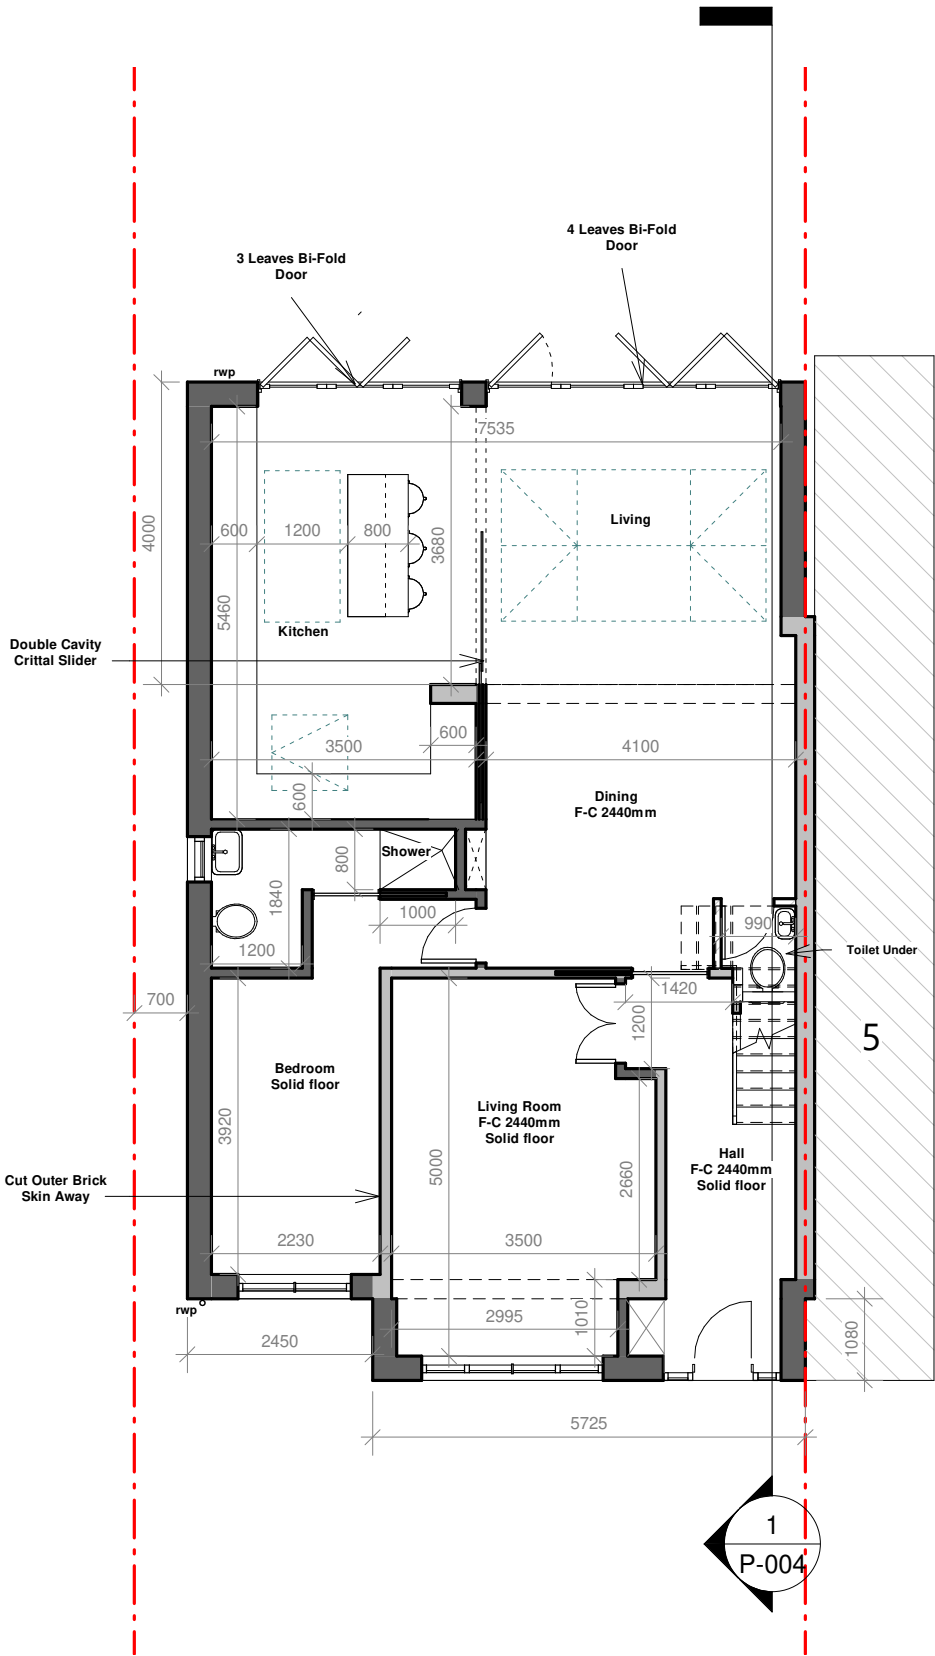 4 Leaves Bi-Fold
Door
3 Leaves Bi-Fold
Door
rwp
7535
4000
600
1200
800
3680
Living
5460
Kitchen
Double Cavity
Crittal Slider
600
3500
4100
600
Dining
F-C 2440mm
Shower
800
1840
1000
990
1200
Toilet Under
700
1420
1200
5
Bedroom
Solid floor
Living Room
F-C 2440mm
Solid floor
3920
5000
2660
Hall
F-C 2440mm
Solid floor
Cut Outer Brick
Skin Away
2230
3500
rwp
2995
1010
2450
1080
5725
1
P-004